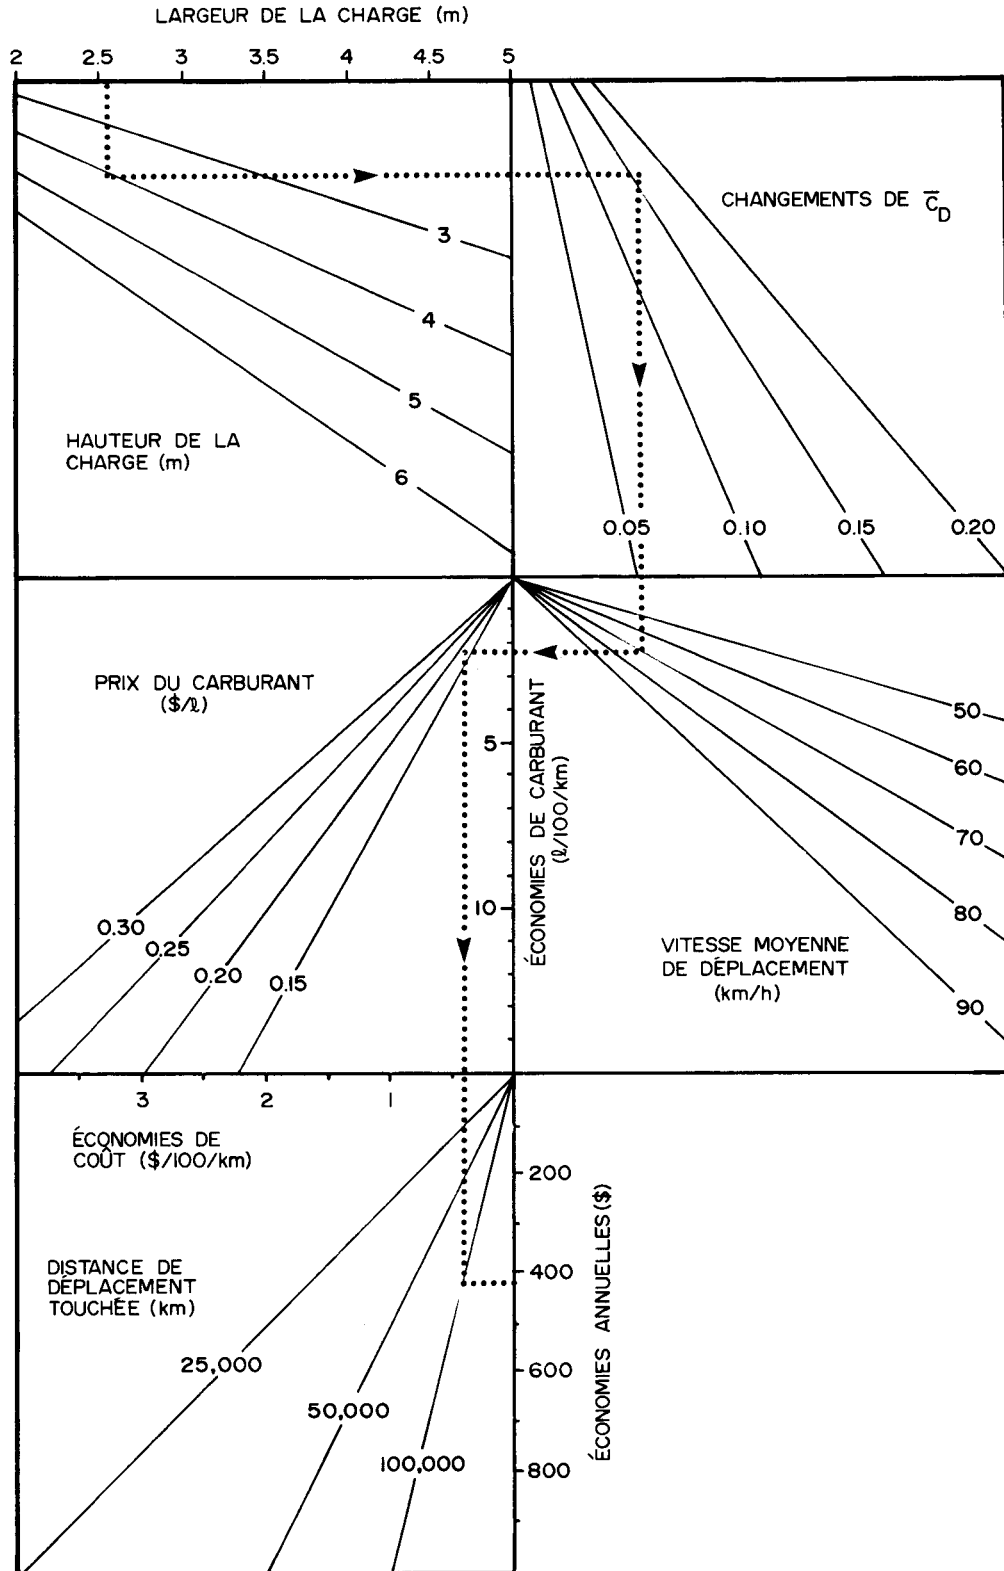 LARGEUR DE LA CHARGE (m)
2 2.5 3 3.5 4 4.5 5
CHANGEMENTS DE C̅D
3
4
5
6
HAUTEUR DE LA
CHARGE (m)
0.05 0.10 0.15 0.20
PRIX DU CARBURANT
($/ℓ)
0.30
0.25
0.20
0.15
5
10
ÉCONOMIES DE CARBURANT
(ℓ/100/km)
50
60
70
80
90
VITESSE MOYENNE
DE DÉPLACEMENT
(km/h)
3 2 1
ÉCONOMIES DE
COÛT ($/100/km)
DISTANCE DE
DÉPLACEMENT
TOUCHÉE (km)
25,000
50,000
100,000
200
400
600
800
ÉCONOMIES ANNUELLES ($)